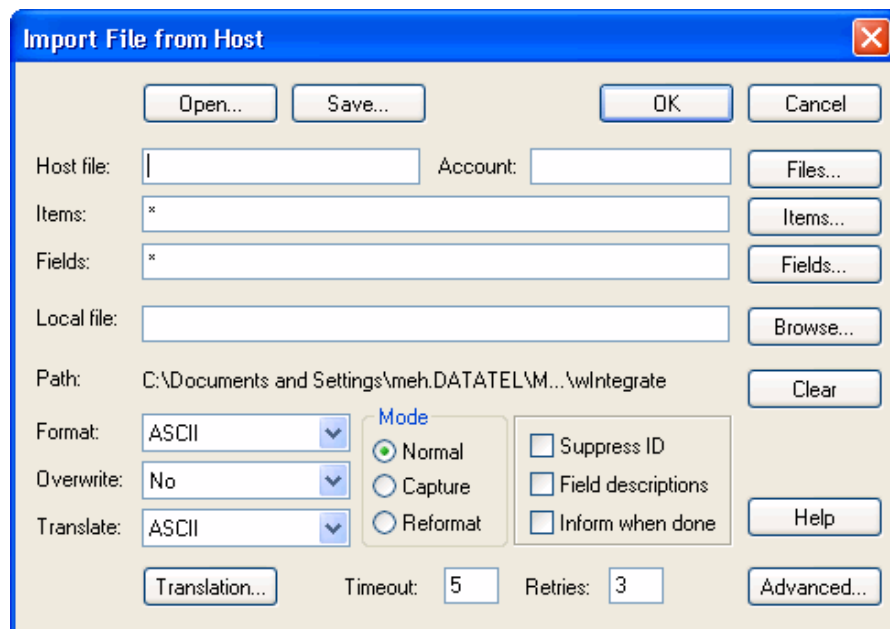 Import File from Host
Open... Save... OK Cancel
Host file: Account: Files...
Items: * Items...
Fields: * Fields...
Local file: Browse...
Path: C:\Documents and Settings\meh.DATATEL\M...\wIntegrate Clear
Mode
Format: ASCII Normal Suppress ID
Overwrite: No Capture Field descriptions
Translate: ASCII Reformat Inform when done Help
Translation... Timeout: 5 Retries: 3 Advanced...